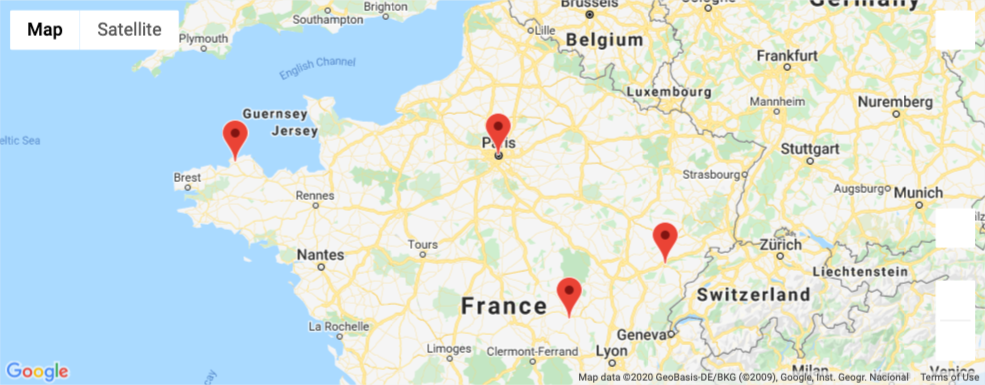 Map
Satellite
Brighton
Southampton
Plymouth
English Channel
Brussels
Lille
Belgium
Germany
Frankfurt
Luxembourg
Mannheim
Nuremberg
Guernsey
Jersey
eltic Sea
Paris
Stuttgart
Brest
Strasbourg
Augsburg
Munich
Rennes
Tours
Zürich
Nantes
Liechtenstein
France
Switzerland
La Rochelle
Geneva
Limoges
Clermont-Ferrand
Lyon
Milan
Venice
Google
Map data ©2020 GeoBasis-DE/BKG (©2009), Google, Inst. Geogr. Nacional
Terms of Use